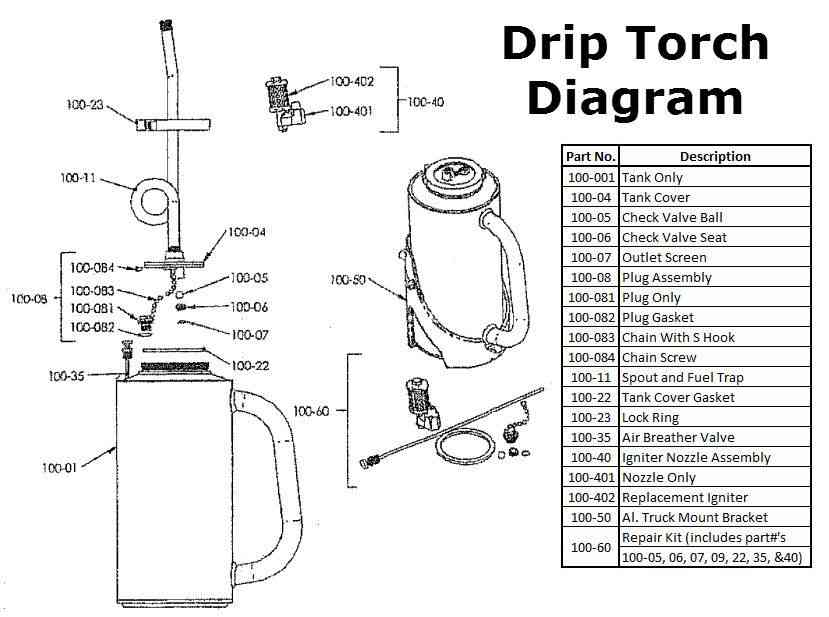 Drip Torch
Diagram
100-23
100-402
100-401
100-40
100-11
100-04
100-084
100-083
100-081
100-082
100-08
100-05
100-06
100-07
100-22
100-35
100-01
100-50
100-60
Part No. Description
100-001 Tank Only
100-04 Tank Cover
100-05 Check Valve Ball
100-06 Check Valve Seat
100-07 Outlet Screen
100-08 Plug Assembly
100-081 Plug Only
100-082 Plug Gasket
100-083 Chain With S Hook
100-084 Chain Screw
100-11 Spout and Fuel Trap
100-22 Tank Cover Gasket
100-23 Lock Ring
100-35 Air Breather Valve
100-40 Igniter Nozzle Assembly
100-401 Nozzle Only
100-402 Replacement Igniter
100-50 Al. Truck Mount Bracket
100-60 Repair Kit (includes part#'s
100-05, 06, 07, 09, 22, 35, &40)